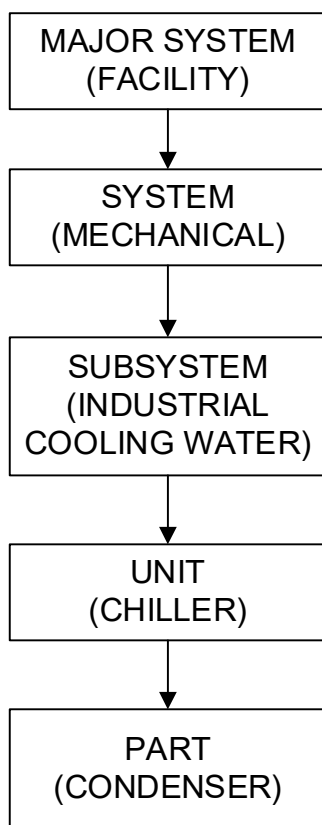 MAJOR SYSTEM
(FACILITY)
SYSTEM
(MECHANICAL)
SUBSYSTEM
(INDUSTRIAL
COOLING WATER)
UNIT
(CHILLER)
PART
(CONDENSER)